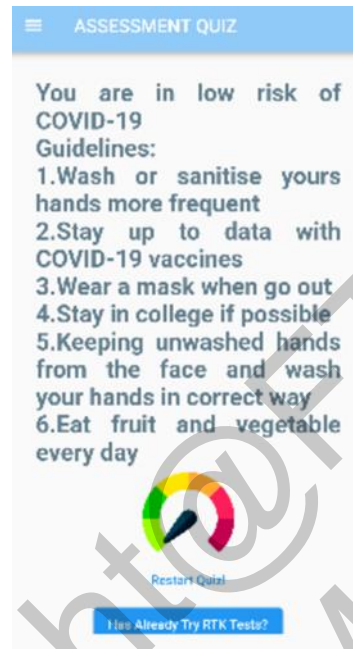 ASSESSMENT QUIZ
You are in low risk of
COVID-19
Guidelines:
1.Wash or sanitise yours
hands more frequent
2.Stay up to data with
COVID-19 vaccines
3.Wear a mask when go out
4.Stay in college if possible
5.Keeping unwashed hands
from the face and wash
your hands in correct way
6.Eat fruit and vegetable
every day
Restart Quiz!
Has Already Try RTK Tests?